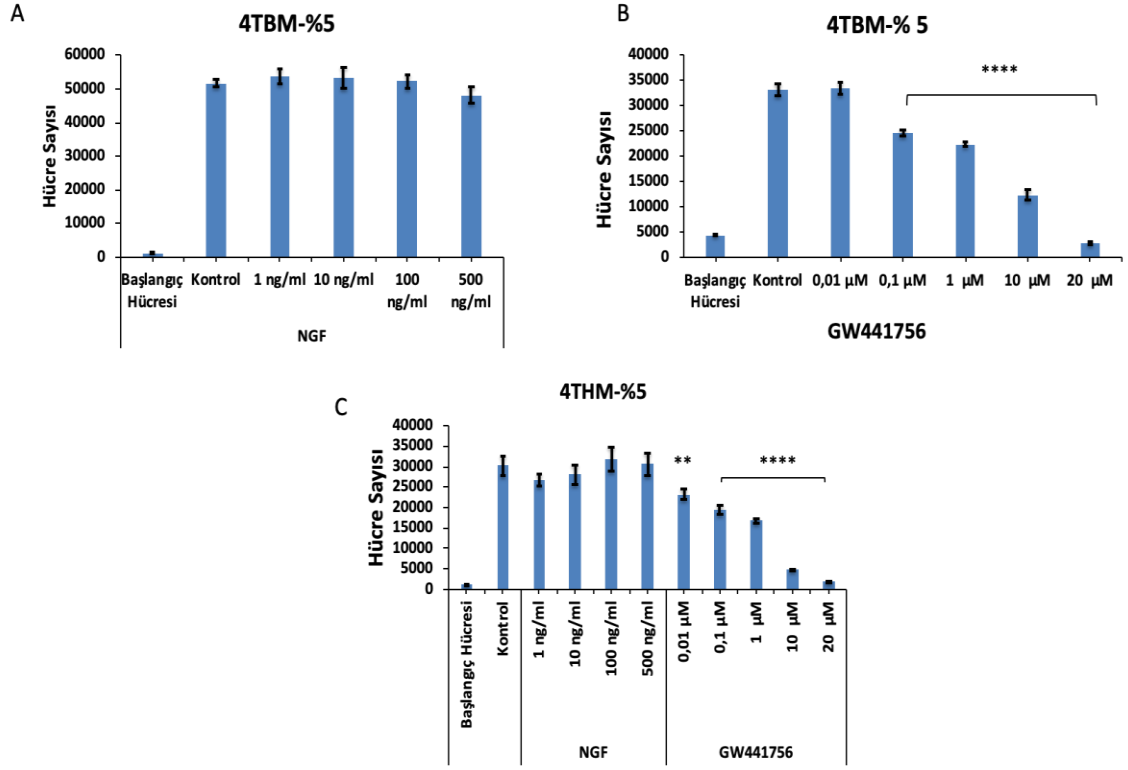 A
4TBM-%5
Hücre Sayısı
60000
50000
40000
30000
20000
10000
0
Başlangıç Hücresi
Kontrol
1 ng/ml
10 ng/ml
100 ng/ml
500 ng/ml
NGF
B
4TBM-% 5
Hücre Sayısı
40000
35000
30000
25000
20000
15000
10000
5000
0
****
Başlangıç Hücresi
Kontrol
0,01 µM
0,1 µM
1 µM
10 µM
20 µM
GW441756
C
4THM-%5
Hücre Sayısı
40000
35000
30000
25000
20000
15000
10000
5000
0
**
****
Başlangıç Hücresi
Kontrol
1 ng/ml
10 ng/ml
100 ng/ml
500 ng/ml
0,01 µM
0,1 µM
1 µM
10 µM
20 µM
NGF
GW441756